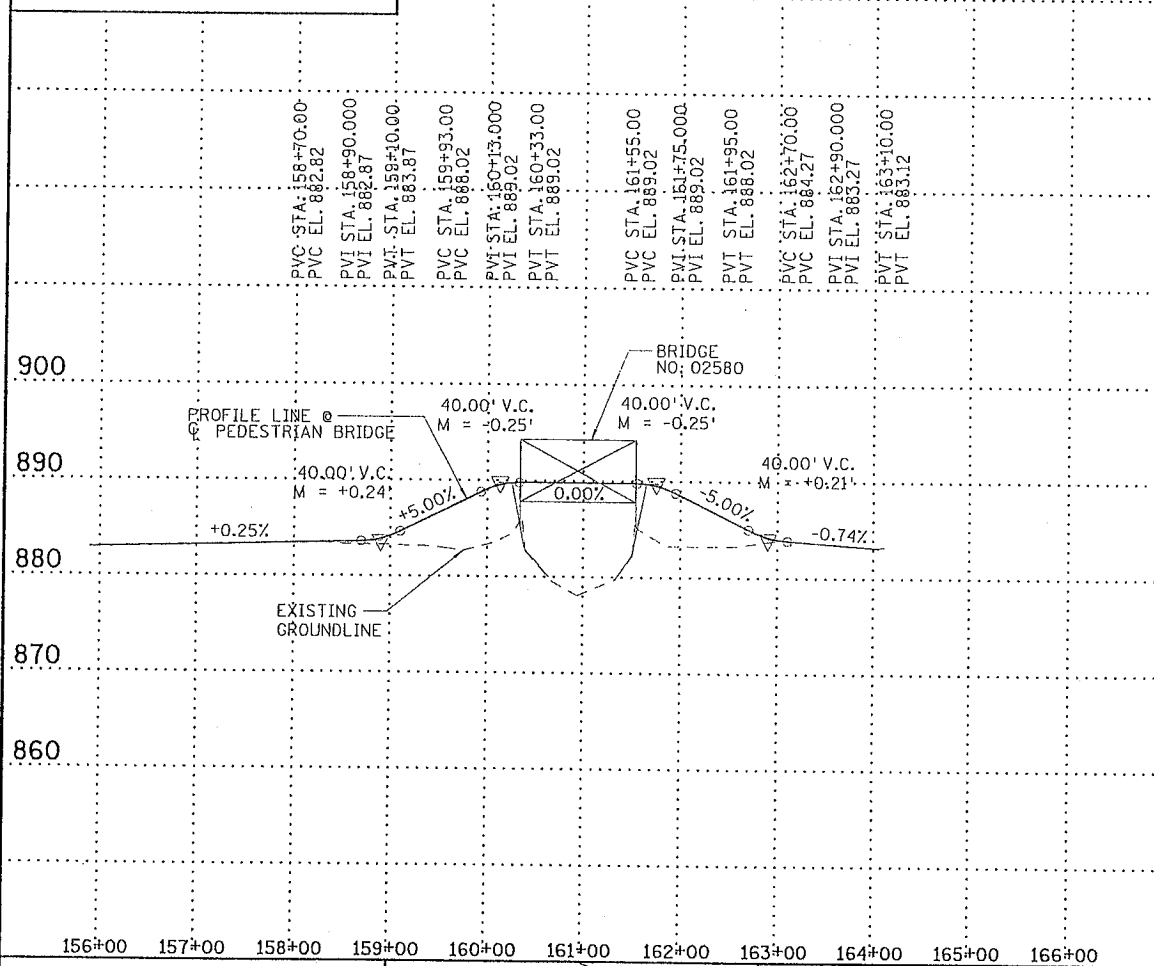 PVC STA. 158+70.00
PVC EL. 882.82
PVI STA. 158+90.000
PVI EL. 882.87
PVT STA. 159+10.00
PVT EL. 883.87
PVC STA. 159+93.00
PVC EL. 888.02
PVI STA. 160+13.000
PVI EL. 889.02
PVT STA. 160+33.00
PVT EL. 889.02
PVC STA. 161+55.00
PVC EL. 889.02
PVI STA. 161+75.000
PVI EL. 889.02
PVT STA. 161+95.00
PVT EL. 888.02
PVC STA. 162+70.00
PVC EL. 884.27
PVI STA. 162+90.000
PVI EL. 883.27
PVT STA. 163+10.00
PVT EL. 883.12
900
BRIDGE
NO. 02580
PROFILE LINE @
℄ PEDESTRIAN BRIDGE
40.00' V.C.
M = -0.25'
40.00' V.C.
M = -0.25'
890
40.00' V.C.
M = +0.24'
40.00' V.C.
M = +0.21'
+0.25%
+5.00%
0.00%
-5.00%
-0.74%
880
EXISTING
GROUNDLINE
870
860
156+00 157+00 158+00 159+00 160+00 161+00 162+00 163+00 164+00 165+00 166+00